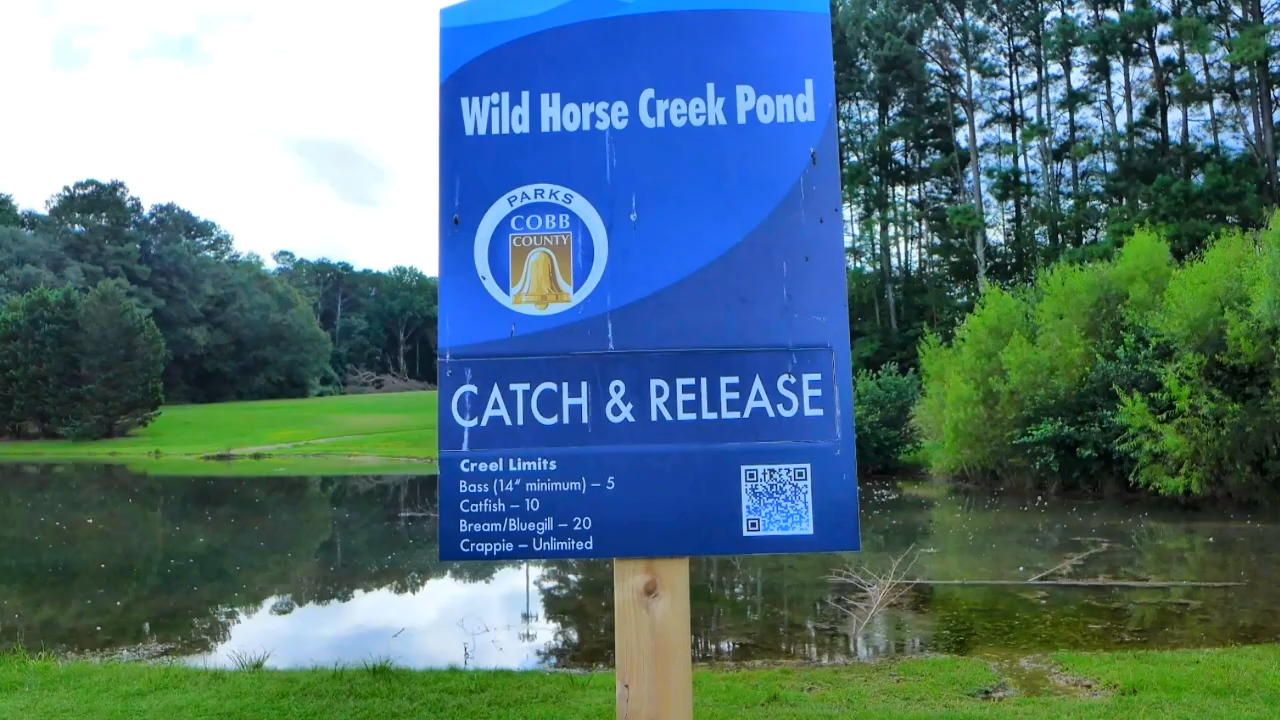 Wild Horse Creek Pond
PARKS
COBB
COUNTY
CATCH & RELEASE
Creel Limits
Bass (14" minimum) – 5
Catfish – 10
Bream/Bluegill – 20
Crappie – Unlimited